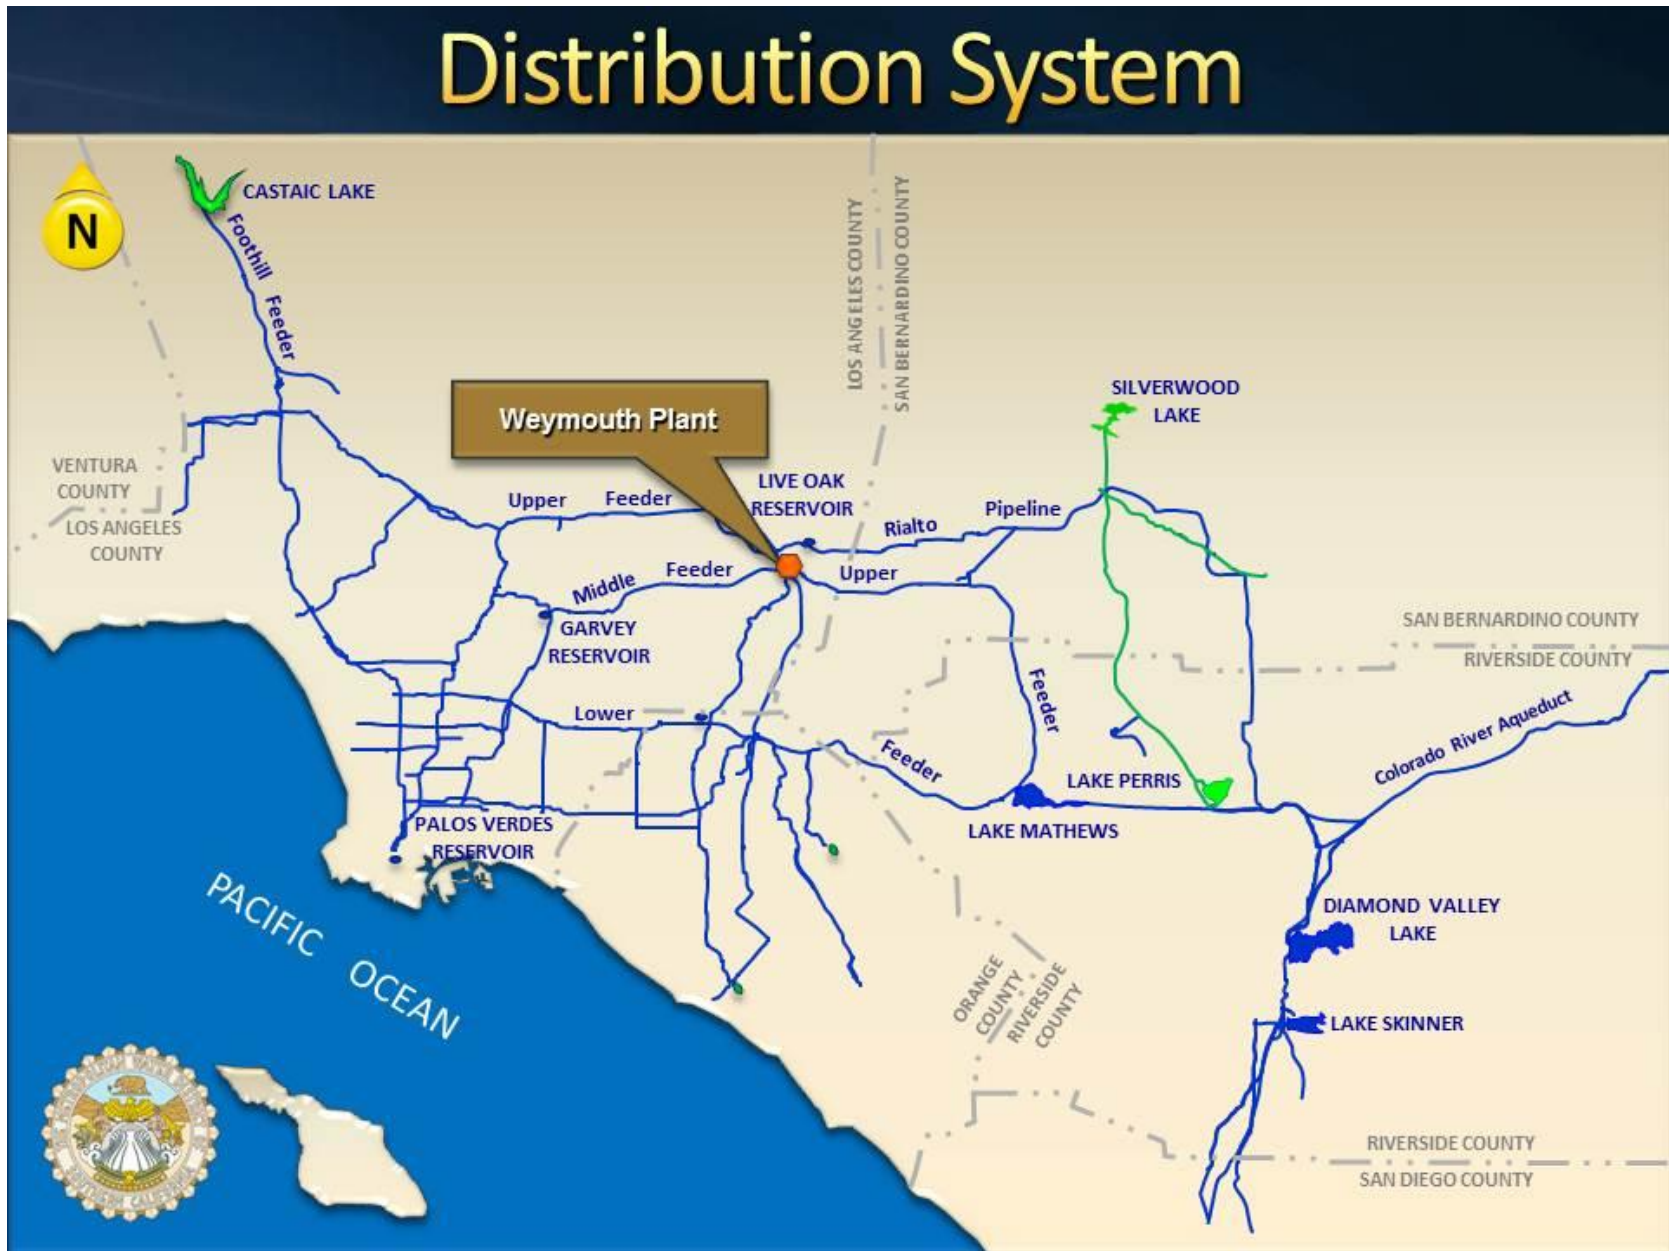 Distribution System
N
CASTAIC LAKE
Foothill Feeder
LOS ANGELES COUNTY
SAN BERNARDINO COUNTY
SILVERWOOD
LAKE
Weymouth Plant
VENTURA
COUNTY
LOS ANGELES
COUNTY
Upper Feeder
LIVE OAK
RESERVOIR
Rialto Pipeline
Middle Feeder
Upper
Feeder
GARVEY
RESERVOIR
SAN BERNARDINO COUNTY
RIVERSIDE COUNTY
Lower
Feeder
Colorado River Aqueduct
LAKE PERRIS
LAKE MATHEWS
PALOS VERDES
RESERVOIR
PACIFIC OCEAN
DIAMOND VALLEY
LAKE
ORANGE
COUNTY
RIVERSIDE
COUNTY
LAKE SKINNER
RIVERSIDE COUNTY
SAN DIEGO COUNTY